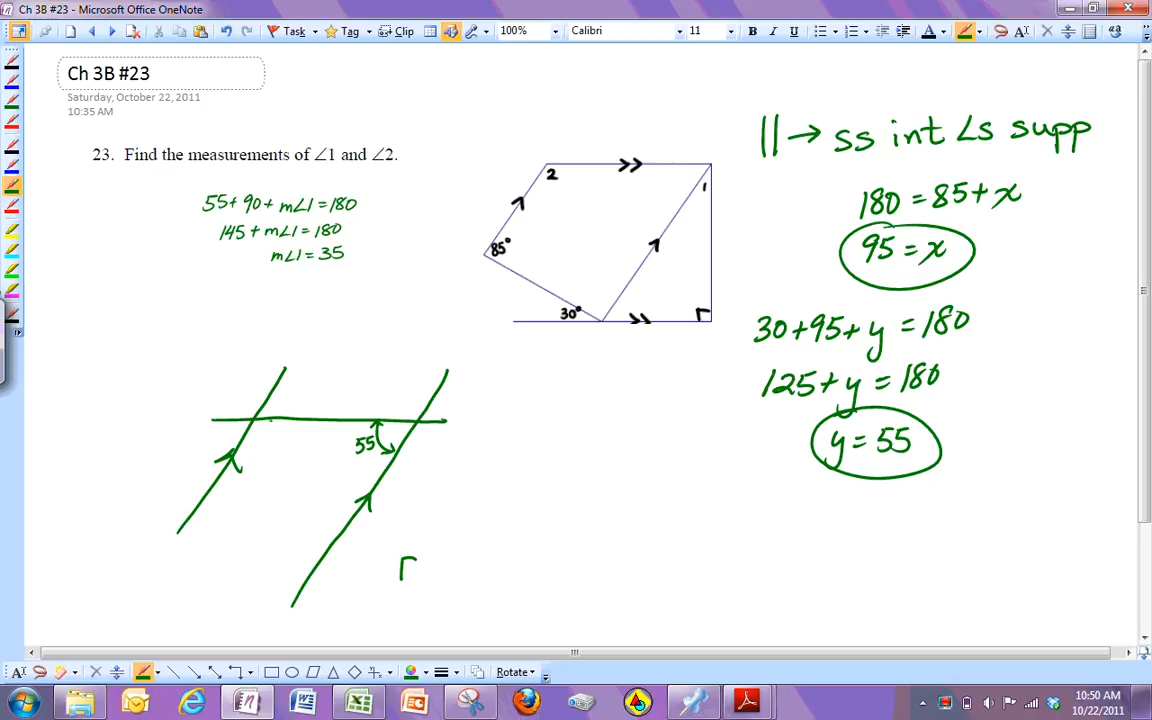 Ch 3B #23 - Microsoft Office OneNote
Task
Tag
Clip
100%
Calibri
11
B I U
Ch 3B #23
Saturday, October 22, 2011
10:35 AM
23. Find the measurements of ∠1 and ∠2.
55+90+m∠1=180
145+m∠1=180
m∠1=35
2
1
85°
30°
|| → ss int ∠s supp
180=85+x
95=x
30+95+y=180
125+y=180
y=55
55
Rotate
10:50 AM
10/22/2011